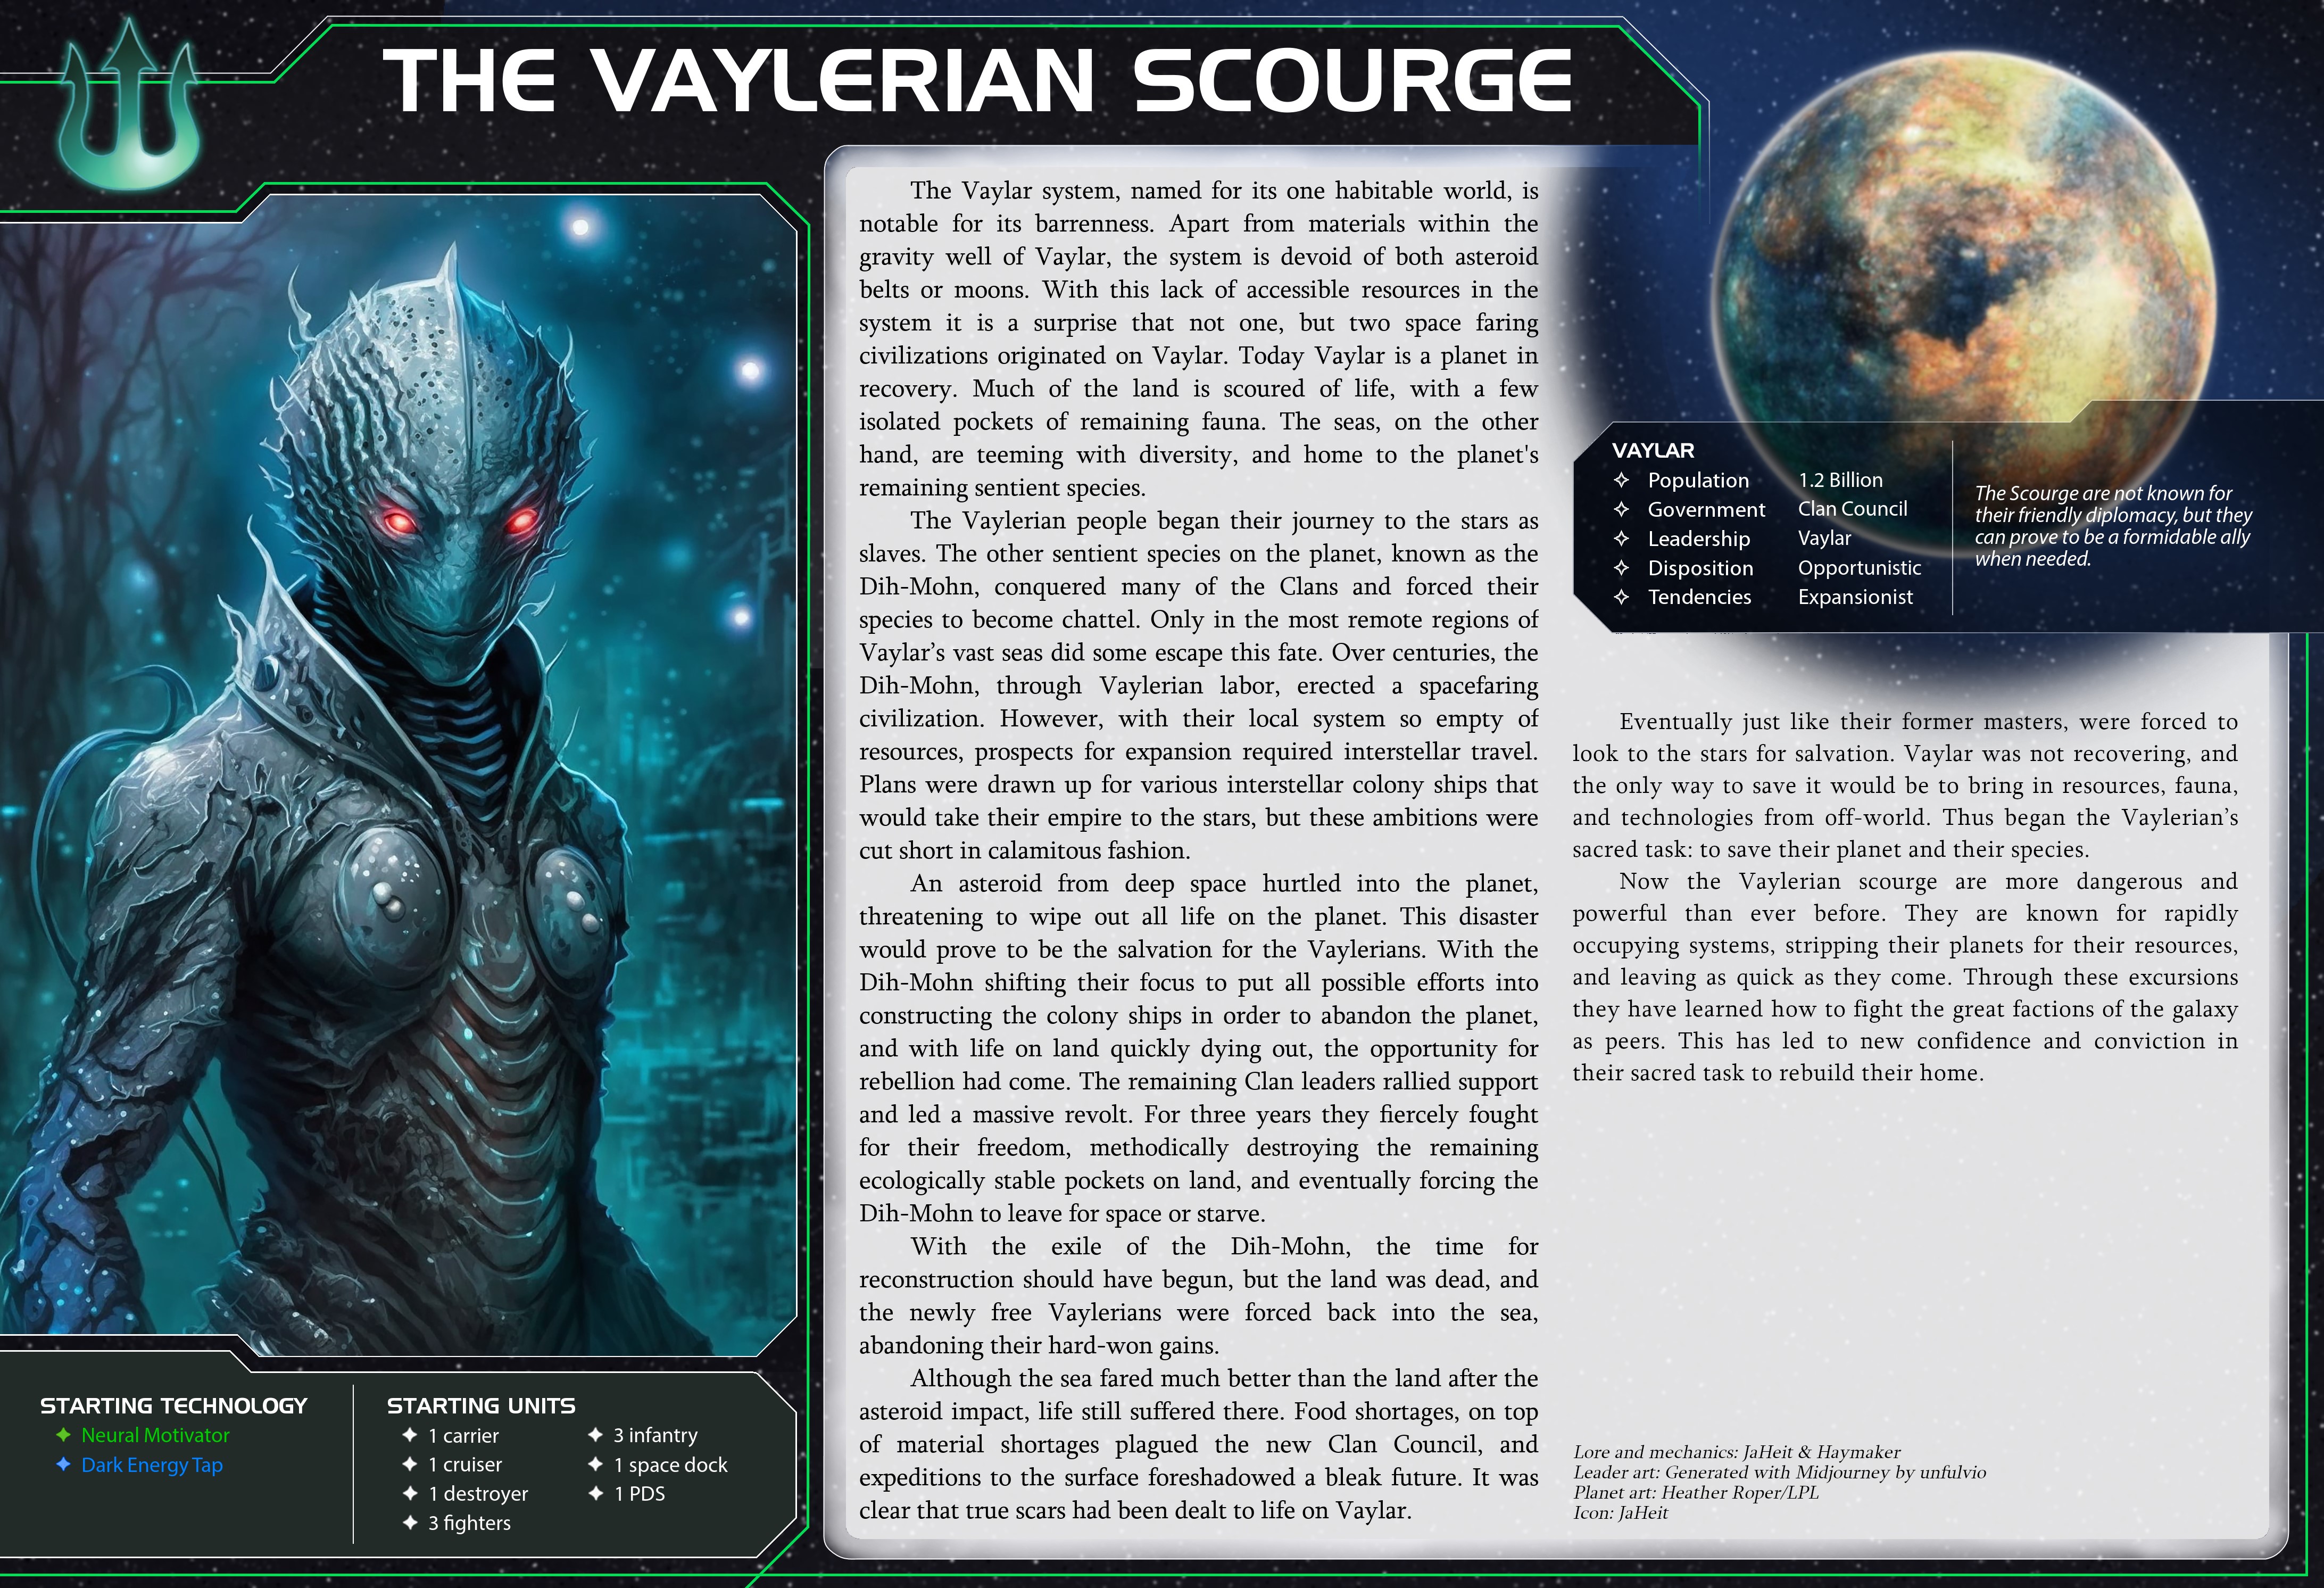 THE VAYLERIAN SCOURGE
The Vaylar system, named for its one habitable world, is
notable for its barrenness. Apart from materials within the
gravity well of Vaylar, the system is devoid of both asteroid
belts or moons. With this lack of accessible resources in the
system it is a surprise that not one, but two space faring
civilizations originated on Vaylar. Today Vaylar is a planet in
recovery. Much of the land is scoured of life, with a few
isolated pockets of remaining fauna. The seas, on the other
hand, are teeming with diversity, and home to the planet's
remaining sentient species.
The Vaylerian people began their journey to the stars as
slaves. The other sentient species on the planet, known as the
Dih-Mohn, conquered many of the Clans and forced their
species to become chattel. Only in the most remote regions of
Vaylar’s vast seas did some escape this fate. Over centuries, the
Dih-Mohn, through Vaylerian labor, erected a spacefaring
civilization. However, with their local system so empty of
resources, prospects for expansion required interstellar travel.
Plans were drawn up for various interstellar colony ships that
would take their empire to the stars, but these ambitions were
cut short in calamitous fashion.
An asteroid from deep space hurtled into the planet,
threatening to wipe out all life on the planet. This disaster
would prove to be the salvation for the Vaylerians. With the
Dih-Mohn shifting their focus to put all possible efforts into
constructing the colony ships in order to abandon the planet,
and with life on land quickly dying out, the opportunity for
rebellion had come. The remaining Clan leaders rallied support
and led a massive revolt. For three years they fiercely fought
for their freedom, methodically destroying the remaining
ecologically stable pockets on land, and eventually forcing the
Dih-Mohn to leave for space or starve.
With the exile of the Dih-Mohn, the time for
reconstruction should have begun, but the land was dead, and
the newly free Vaylerians were forced back into the sea,
abandoning their hard-won gains.
Although the sea fared much better than the land after the
asteroid impact, life still suffered there. Food shortages, on top
of material shortages plagued the new Clan Council, and
expeditions to the surface foreshadowed a bleak future. It was
clear that true scars had been dealt to life on Vaylar.
VAYLAR
Population 1.2 Billion
Government Clan Council
Leadership Vaylar
Disposition Opportunistic
Tendencies Expansionist
The Scourge are not known for
their friendly diplomacy, but they
can prove to be a formidable ally
when needed.
Eventually just like their former masters, were forced to
look to the stars for salvation. Vaylar was not recovering, and
the only way to save it would be to bring in resources, fauna,
and technologies from off-world. Thus began the Vaylerian’s
sacred task: to save their planet and their species.
Now the Vaylerian scourge are more dangerous and
powerful than ever before. They are known for rapidly
occupying systems, stripping their planets for their resources,
and leaving as quick as they come. Through these excursions
they have learned how to fight the great factions of the galaxy
as peers. This has led to new confidence and conviction in
their sacred task to rebuild their home.
Lore and mechanics: JaHeit & Haymaker
Leader art: Generated with Midjourney by unfulvio
Planet art: Heather Roper/LPL
Icon: JaHeit
STARTING TECHNOLOGY
Neural Motivator
Dark Energy Tap
STARTING UNITS
1 carrier
1 cruiser
1 destroyer
3 fighters
3 infantry
1 space dock
1 PDS